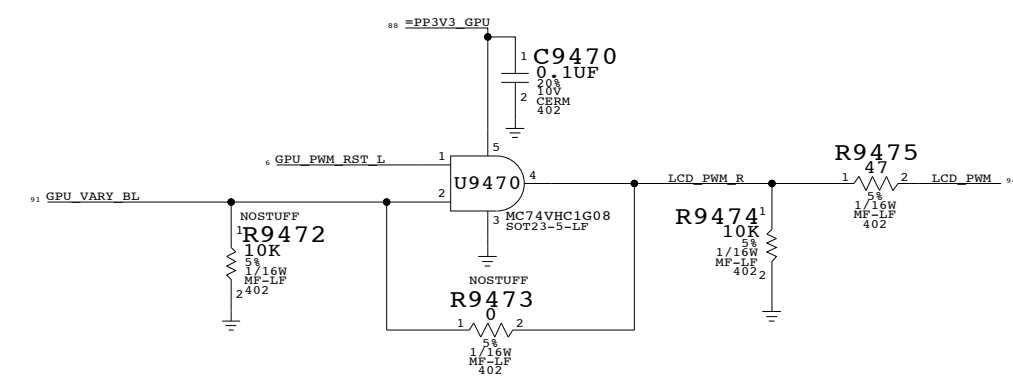 88 =PP3V3_GPU
1 C9470
0.1UF
20%
10V
2 CERM
402
5
6 GPU_PWM_RST_L 1
U9470 4
91 GPU_VARY_BL 2
3 MC74VHC1G08
SOT23-5-LF
LCD_PWM_R
R9475
47
1 2
5%
1/16W
MF-LF
402
LCD_PWM
NOSTUFF
1 R9472
10K
5%
1/16W
MF-LF
2 402
R9474 1
10K
5%
1/16W
MF-LF
402 2
NOSTUFF
R9473
0
1 2
5%
1/16W
MF-LF
402